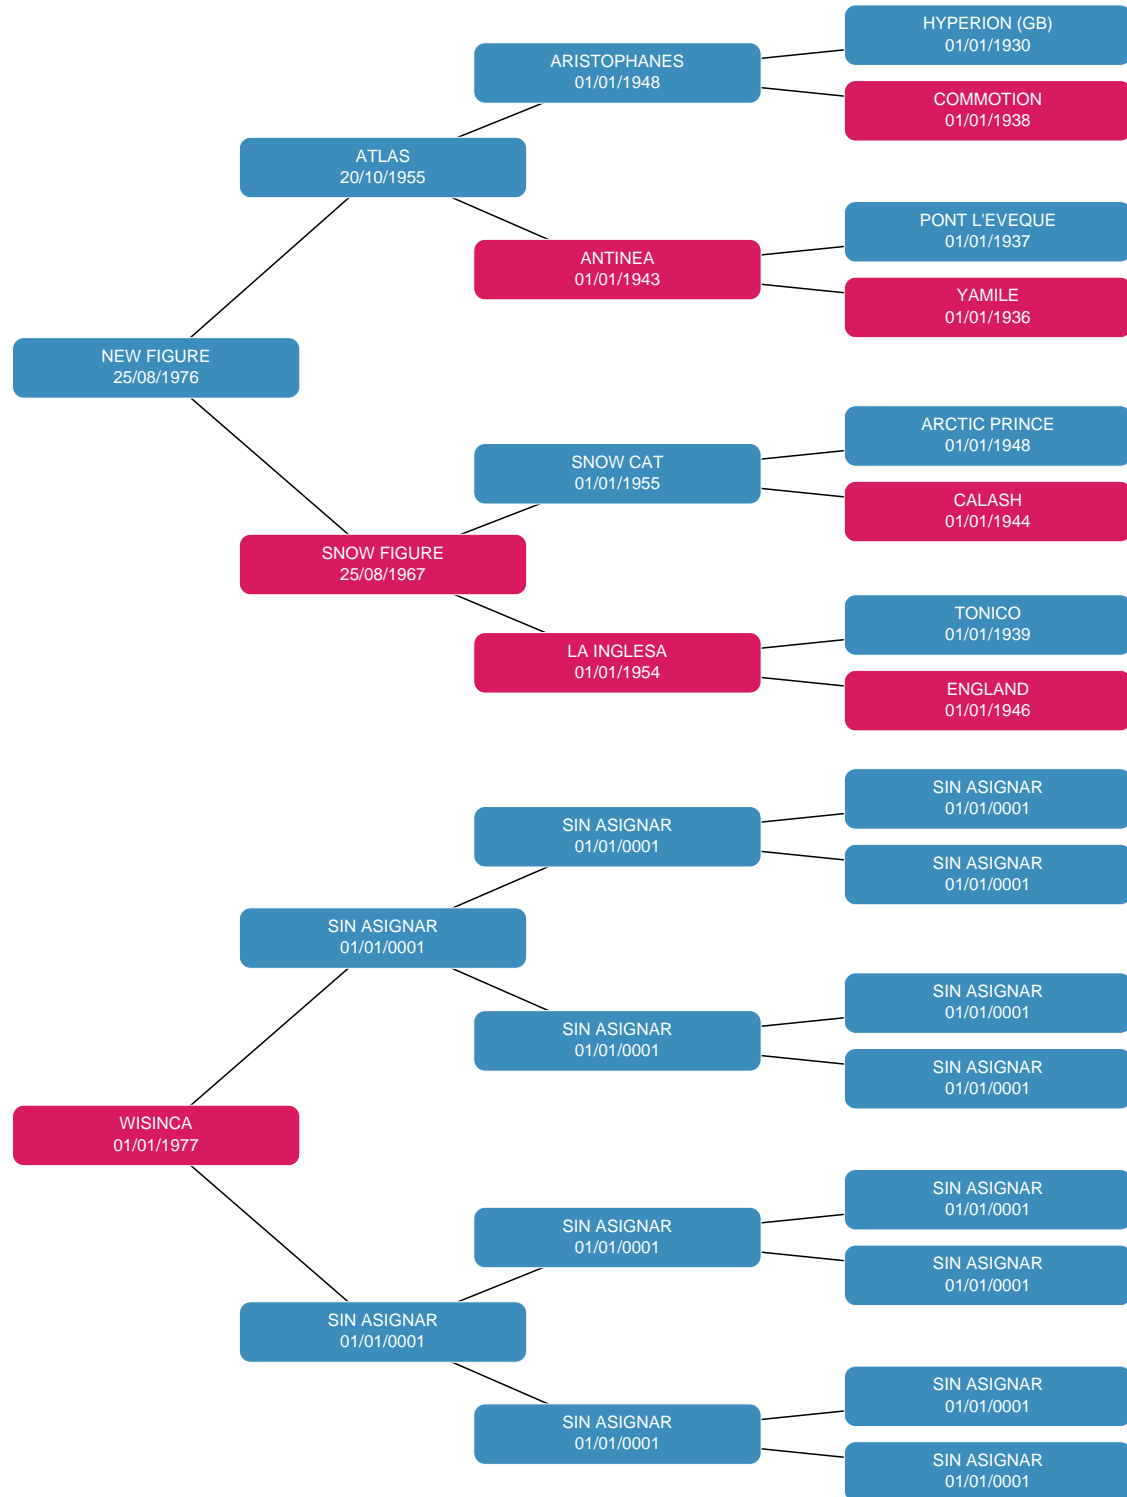 HYPERION (GB)
01/01/1930
ARISTOPHANES
01/01/1948
COMMOTION
01/01/1938
ATLAS
20/10/1955
PONT L'EVEQUE
01/01/1937
ANTINEA
01/01/1943
YAMILE
01/01/1936
NEW FIGURE
25/08/1976
ARCTIC PRINCE
01/01/1948
SNOW CAT
01/01/1955
CALASH
01/01/1944
SNOW FIGURE
25/08/1967
TONICO
01/01/1939
LA INGLESA
01/01/1954
ENGLAND
01/01/1946
SIN ASIGNAR
01/01/0001
SIN ASIGNAR
01/01/0001
SIN ASIGNAR
01/01/0001
SIN ASIGNAR
01/01/0001
SIN ASIGNAR
01/01/0001
SIN ASIGNAR
01/01/0001
SIN ASIGNAR
01/01/0001
WISINCA
01/01/1977
SIN ASIGNAR
01/01/0001
SIN ASIGNAR
01/01/0001
SIN ASIGNAR
01/01/0001
SIN ASIGNAR
01/01/0001
SIN ASIGNAR
01/01/0001
SIN ASIGNAR
01/01/0001
SIN ASIGNAR
01/01/0001